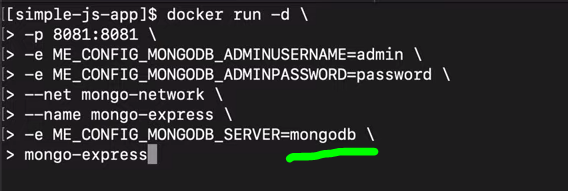 [simple-js-app]$ docker run -d \
> -p 8081:8081 \
> -e ME_CONFIG_MONGODB_ADMINUSERNAME=admin \
> -e ME_CONFIG_MONGODB_ADMINPASSWORD=password \
> --net mongo-network \
> --name mongo-express \
> -e ME_CONFIG_MONGODB_SERVER=mongodb \
> mongo-express